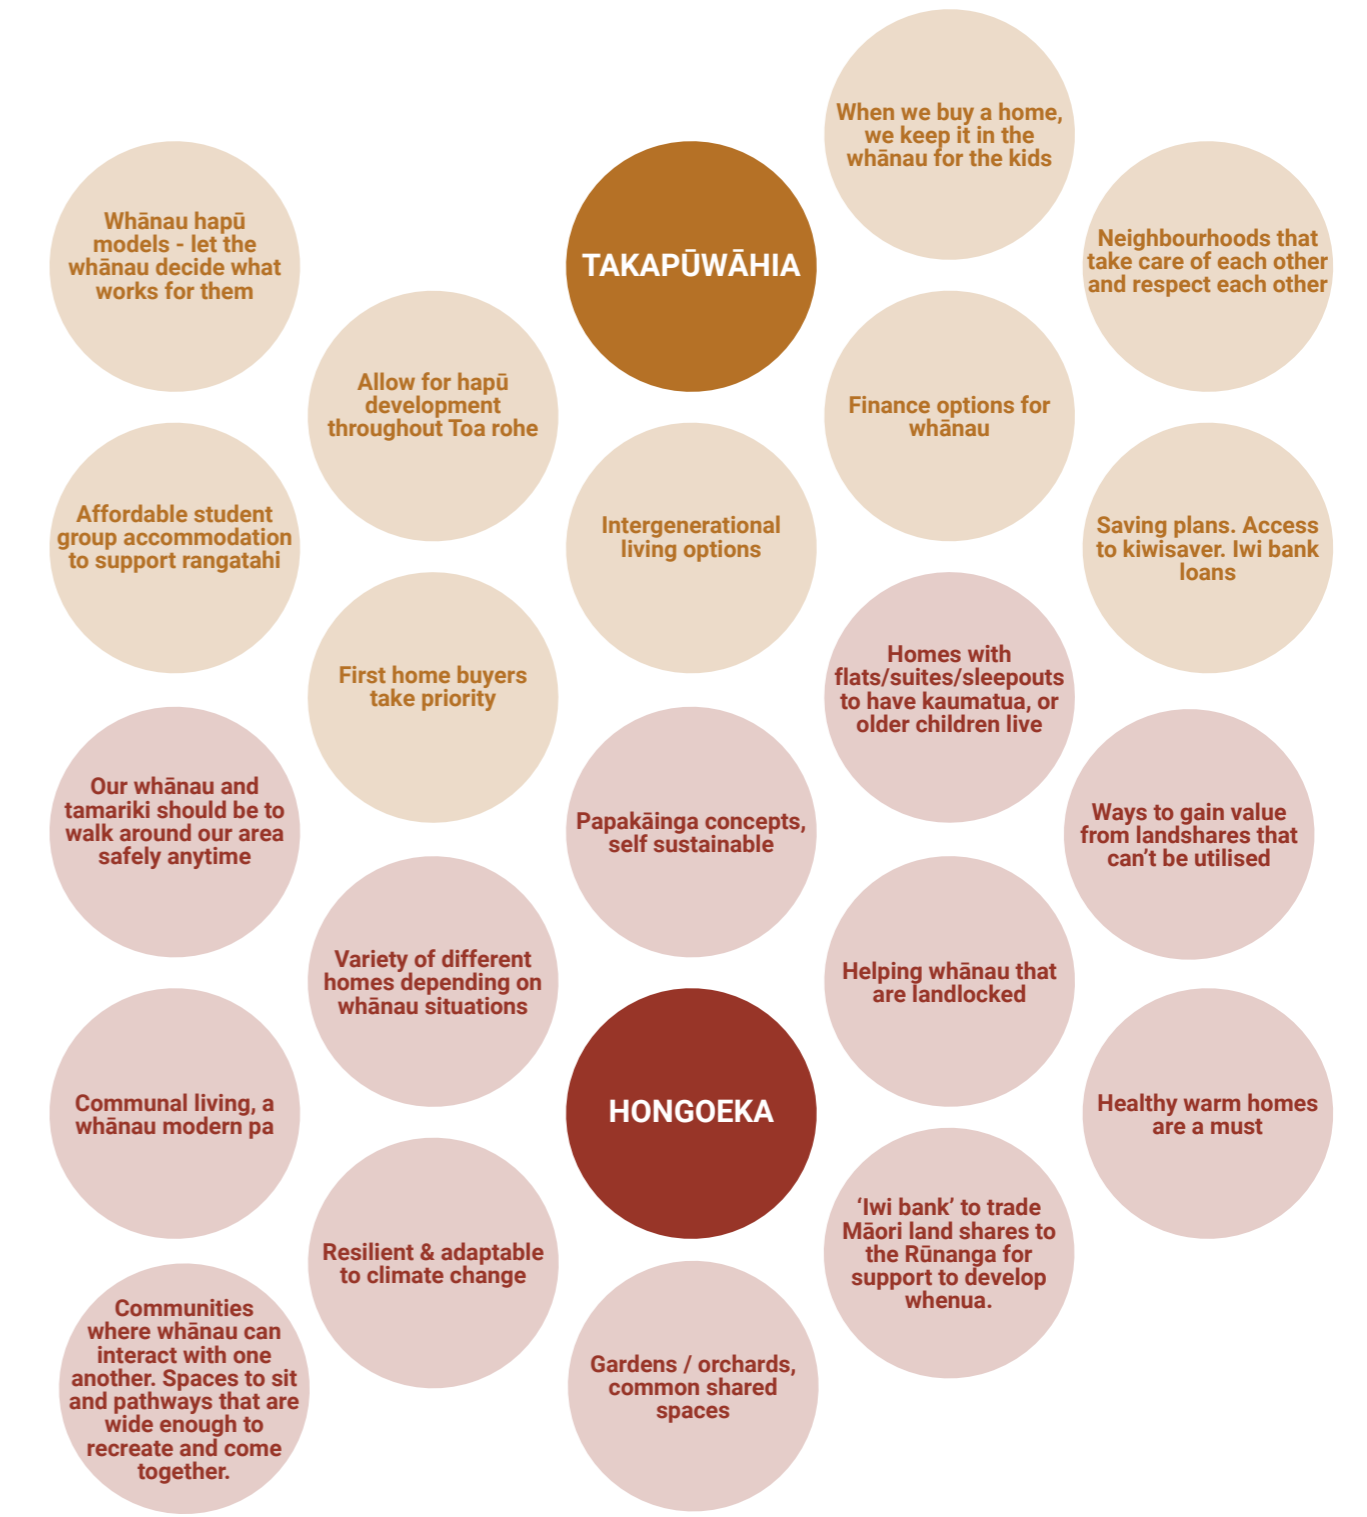 When we buy a home,
we keep it in the
whānau for the kids
Whānau hapū
models - let the
whānau decide what
works for them
TAKAPŪWĀHIA
Neighbourhoods that
take care of each other
and respect each other
Allow for hapū
development
throughout Toa rohe
Finance options for
whānau
Affordable student
group accommodation
to support rangatahi
Intergenerational
living options
Saving plans. Access
to kiwisaver. Iwi bank
loans
First home buyers
take priority
Homes with
flats/suites/sleepouts
to have kaumatua, or
older children live
Our whānau and
tamariki should be to
walk around our area
safely anytime
Papakāinga concepts,
self sustainable
Ways to gain value
from landshares that
can’t be utilised
Variety of different
homes depending on
whānau situations
Helping whānau that
are landlocked
Communal living, a
whānau modern pa
HONGOEKA
Healthy warm homes
are a must
Resilient & adaptable
to climate change
‘Iwi bank’ to trade
Māori land shares to
the Rūnanga for
support to develop
whenua.
Communities
where whānau can
interact with one
another. Spaces to sit
and pathways that are
wide enough to
recreate and come
together.
Gardens / orchards,
common shared
spaces